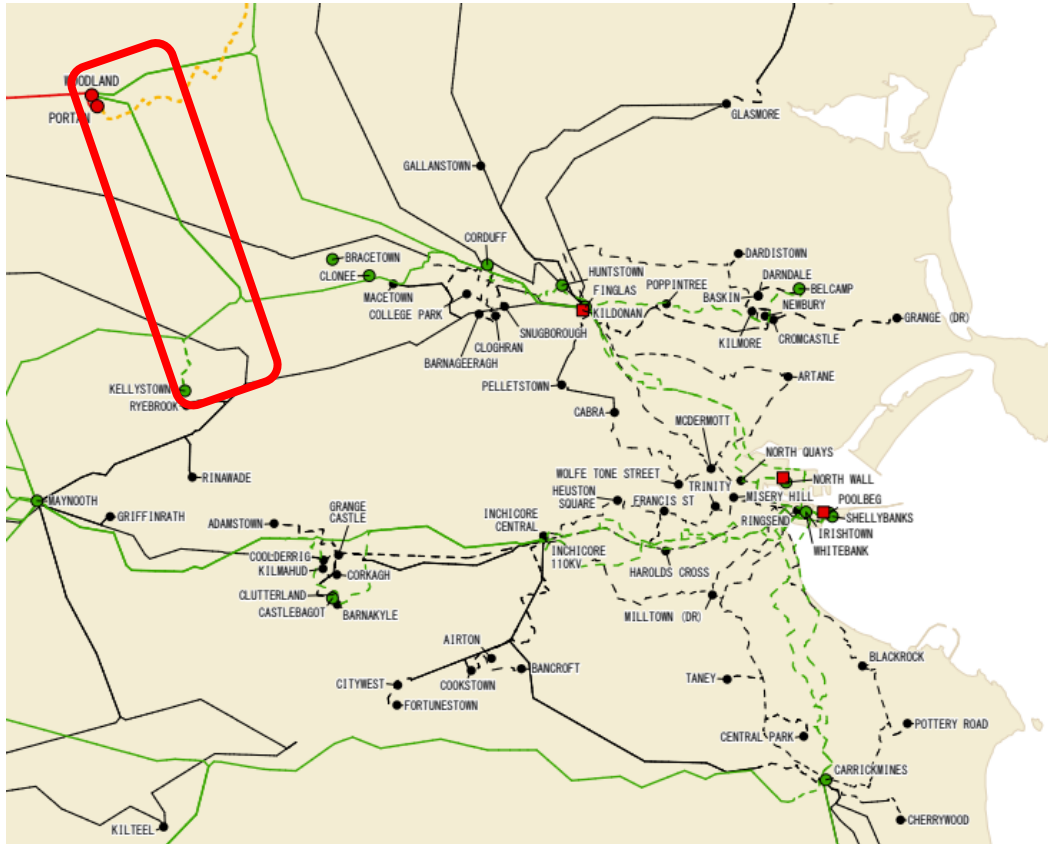 WOODLAND
PORTAN
GLASMORE
GALLANSTOWN
CORDUFF
BRACETOWN
CLONEE
MACETOWN
COLLEGE PARK
BARNAGEERAGH
CLOGHRAN
SNUGBOROUGH
HUNTSTOWN
FINGLAS
KILDONAN
POPPINTREE
DARDISTOWN
DARNDALE
BELCAMP
BASKIN
NEWBURY
KILMORE
CROMCASTLE
GRANGE (DR)
KELLYSTOWN
RYEBROOK
PELLETSTOWN
CABRA
ARTANE
MCDERMOTT
NORTH QUAYS
WOLFE TONE STREET
TRINITY
NORTH WALL
HEUSTON
SQUARE
FRANCIS ST
MISERY HILL
POOLBEG
RINGSEND
SHELLYBANKS
IRISHTOWN
WHITEBANK
RINAWADE
MAYNOOTH
GRIFFINRATH
ADAMSTOWN
GRANGE
CASTLE
INCHICORE
CENTRAL
INCHICORE
110KV
HAROLDS CROSS
COOLDERRIG
KILMAHUD
CORKAGH
CLUTTERLAND
CASTLEBAGOT
BARNAKYLE
MILLTOWN (DR)
AIRTON
BANCROFT
COOKSTOWN
CITYWEST
FORTUNESTOWN
TANEY
BLACKROCK
POTTERY ROAD
CENTRAL PARK
CARRICKMINES
CHERRYWOOD
KILTEEL